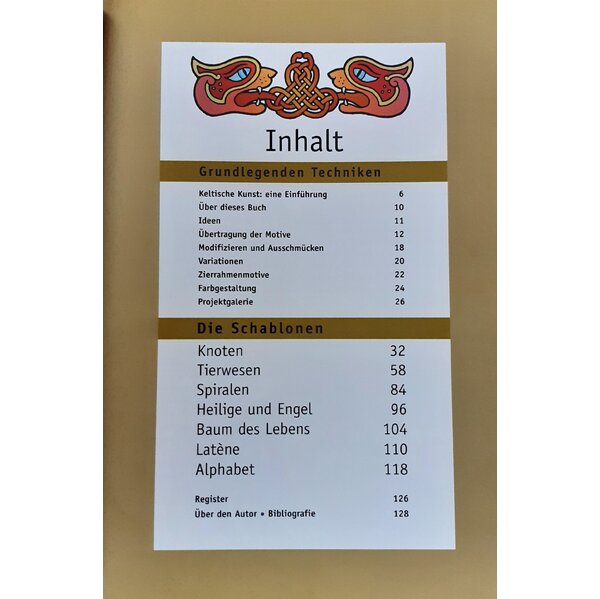 Inhalt
Grundlegenden Techniken
Keltische Kunst: eine Einführung 6
Über dieses Buch 10
Ideen 11
Übertragung der Motive 12
Modifizieren und Ausschmücken 18
Variationen 20
Zierrahmenmotive 22
Farbgestaltung 24
Projektgalerie 26
Die Schablonen
Knoten 32
Tierwesen 58
Spiralen 84
Heilige und Engel 96
Baum des Lebens 104
Latène 110
Alphabet 118
Register 126
Über den Autor • Bibliografie 128